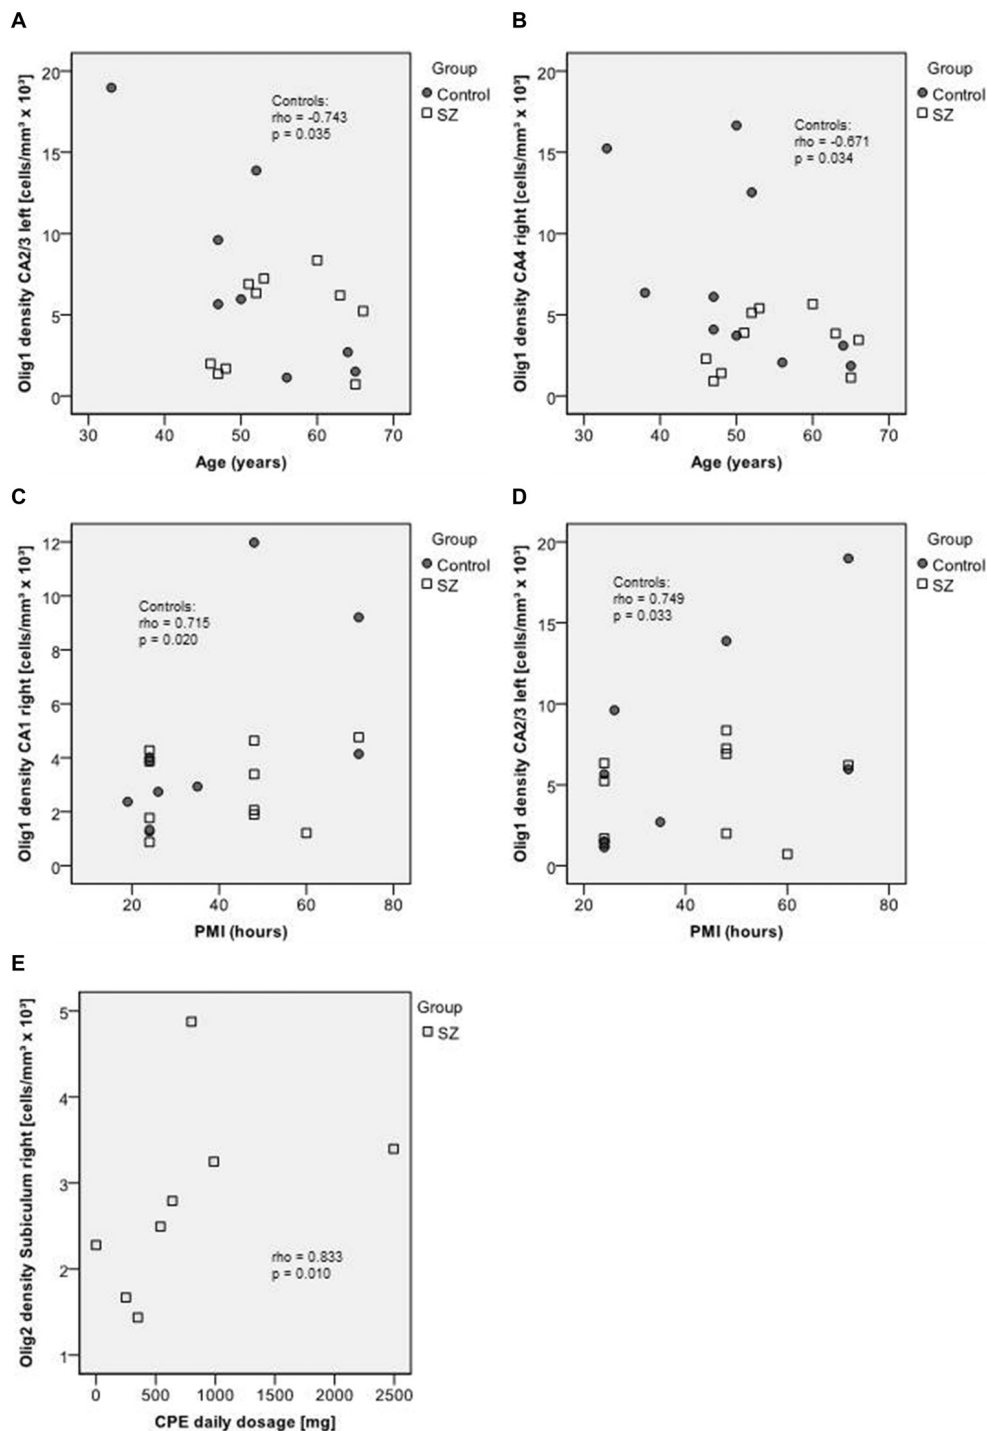 A
Olig1 density CA2/3 left [cells/mm³ x 10³]
20
15
10
5
0
30 40 50 60 70
Age (years)
Controls:
rho = -0.743
p = 0.035
Group
Control
SZ
B
Olig1 density CA4 right [cells/mm³ x 10³]
20
15
10
5
0
30 40 50 60 70
Age (years)
Controls:
rho = -0.671
p = 0.034
Group
Control
SZ
C
Olig1 density CA1 right [cells/mm³ x 10³]
12
10
8
6
4
2
0
20 40 60 80
PMI (hours)
Controls:
rho = 0.715
p = 0.020
Group
Control
SZ
D
Olig1 density CA2/3 left [cells/mm³ x 10³]
20
15
10
5
0
20 40 60 80
PMI (hours)
Controls:
rho = 0.749
p = 0.033
Group
Control
SZ
E
Olig2 density Subiculum right [cells/mm³ x 10³]
5
4
3
2
1
0 500 1000 1500 2000 2500
CPE daily dosage [mg]
rho = 0.833
p = 0.010
Group
SZ